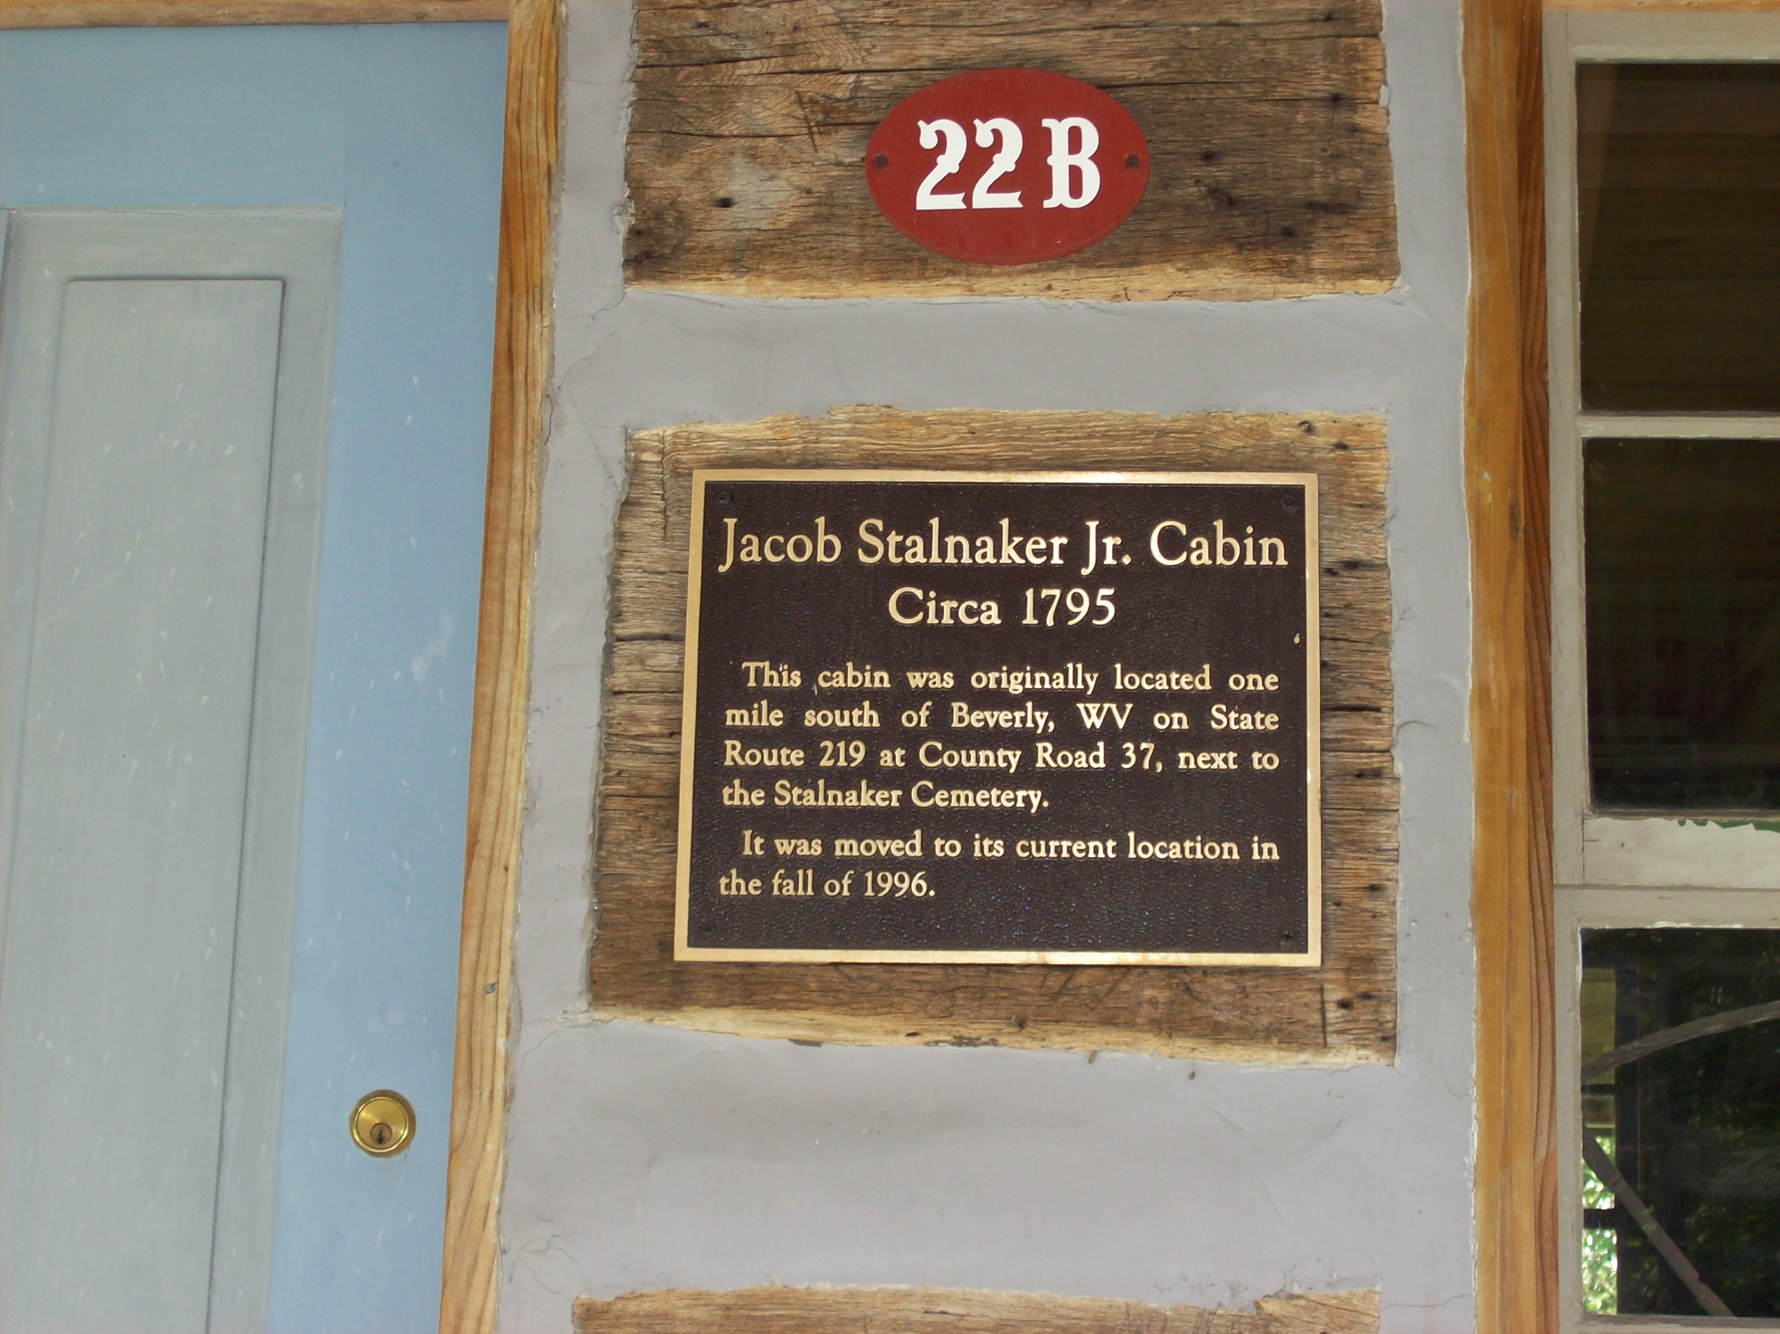 22B
Jacob Stalnaker Jr. Cabin
Circa 1795
This cabin was originally located one
mile south of Beverly, WV on State
Route 219 at County Road 37, next to
the Stalnaker Cemetery.
It was moved to its current location in
the fall of 1996.